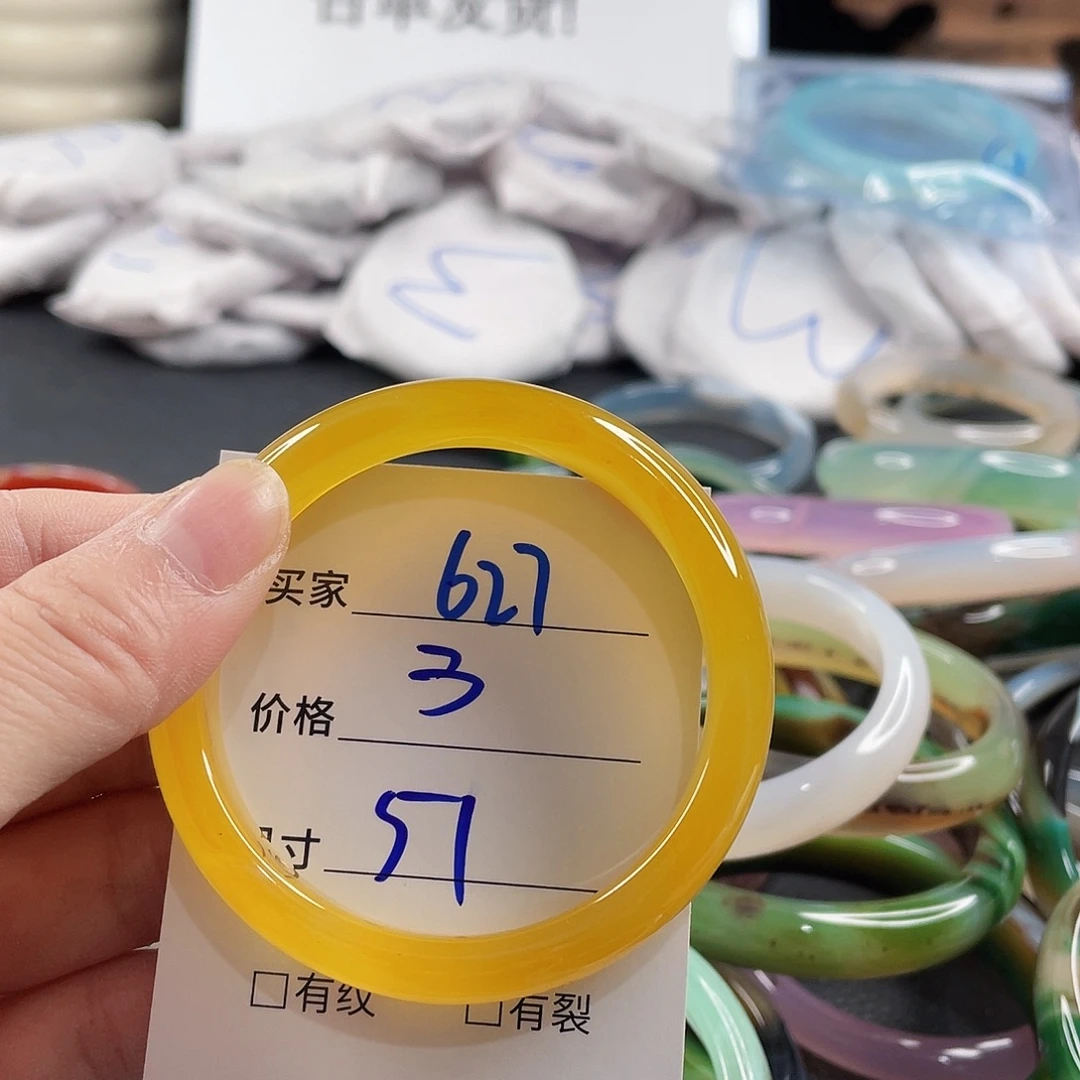 买家 627
价格 3
寸 57
□有纹 □有裂